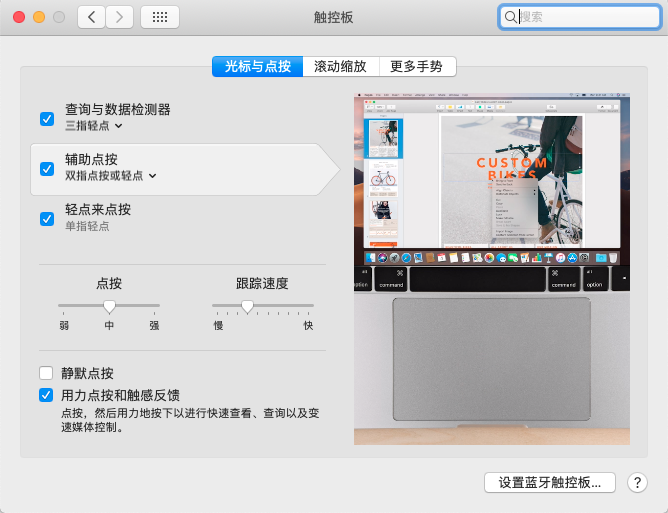 触控板
搜索
光标与点按
滚动缩放
更多手势
查询与数据检测器
三指轻点
辅助点按
双指点按或轻点
轻点来点按
单指轻点
点按
跟踪速度
弱
中
强
慢
快
静默点按
用力点按和触感反馈
点按，然后用力地按下以进行快速查看、查询以及变
速媒体控制。
CUSTOM
BIKES
⌘
⌘
option
command
command
option
设置蓝牙触控板...
?